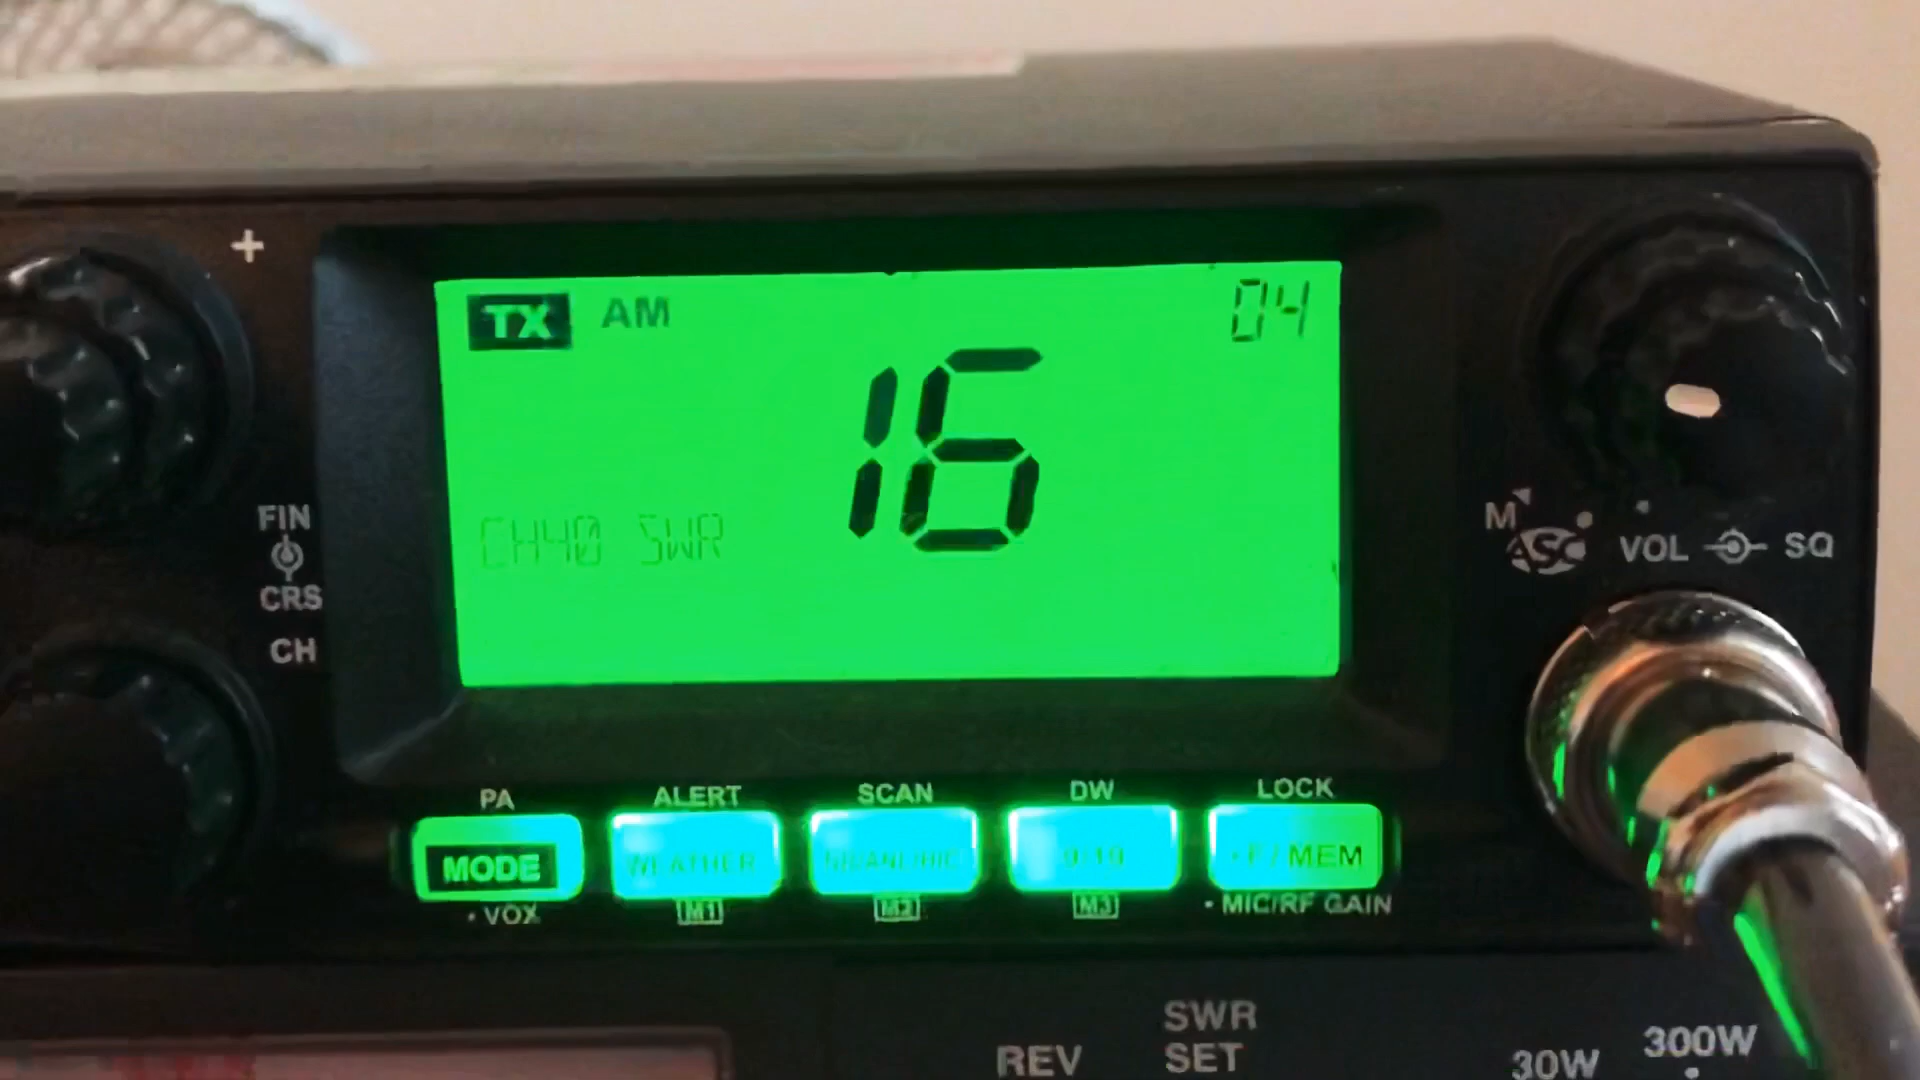 +
TX AM 04
16
CH40 SWR
FIN
CRS
CH
M
ASC
VOL SQ
PA ALERT SCAN DW LOCK
MODE WEATHER F / MEM
• VOX M1 M2 M3 • MIC/RF GAIN
SWR
REV SET 30W 300W